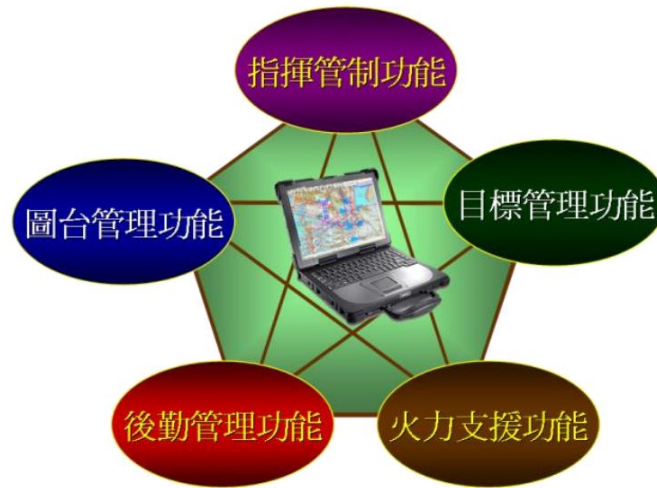 指揮管制功能
圖台管理功能
目標管理功能
後勤管理功能
火力支援功能